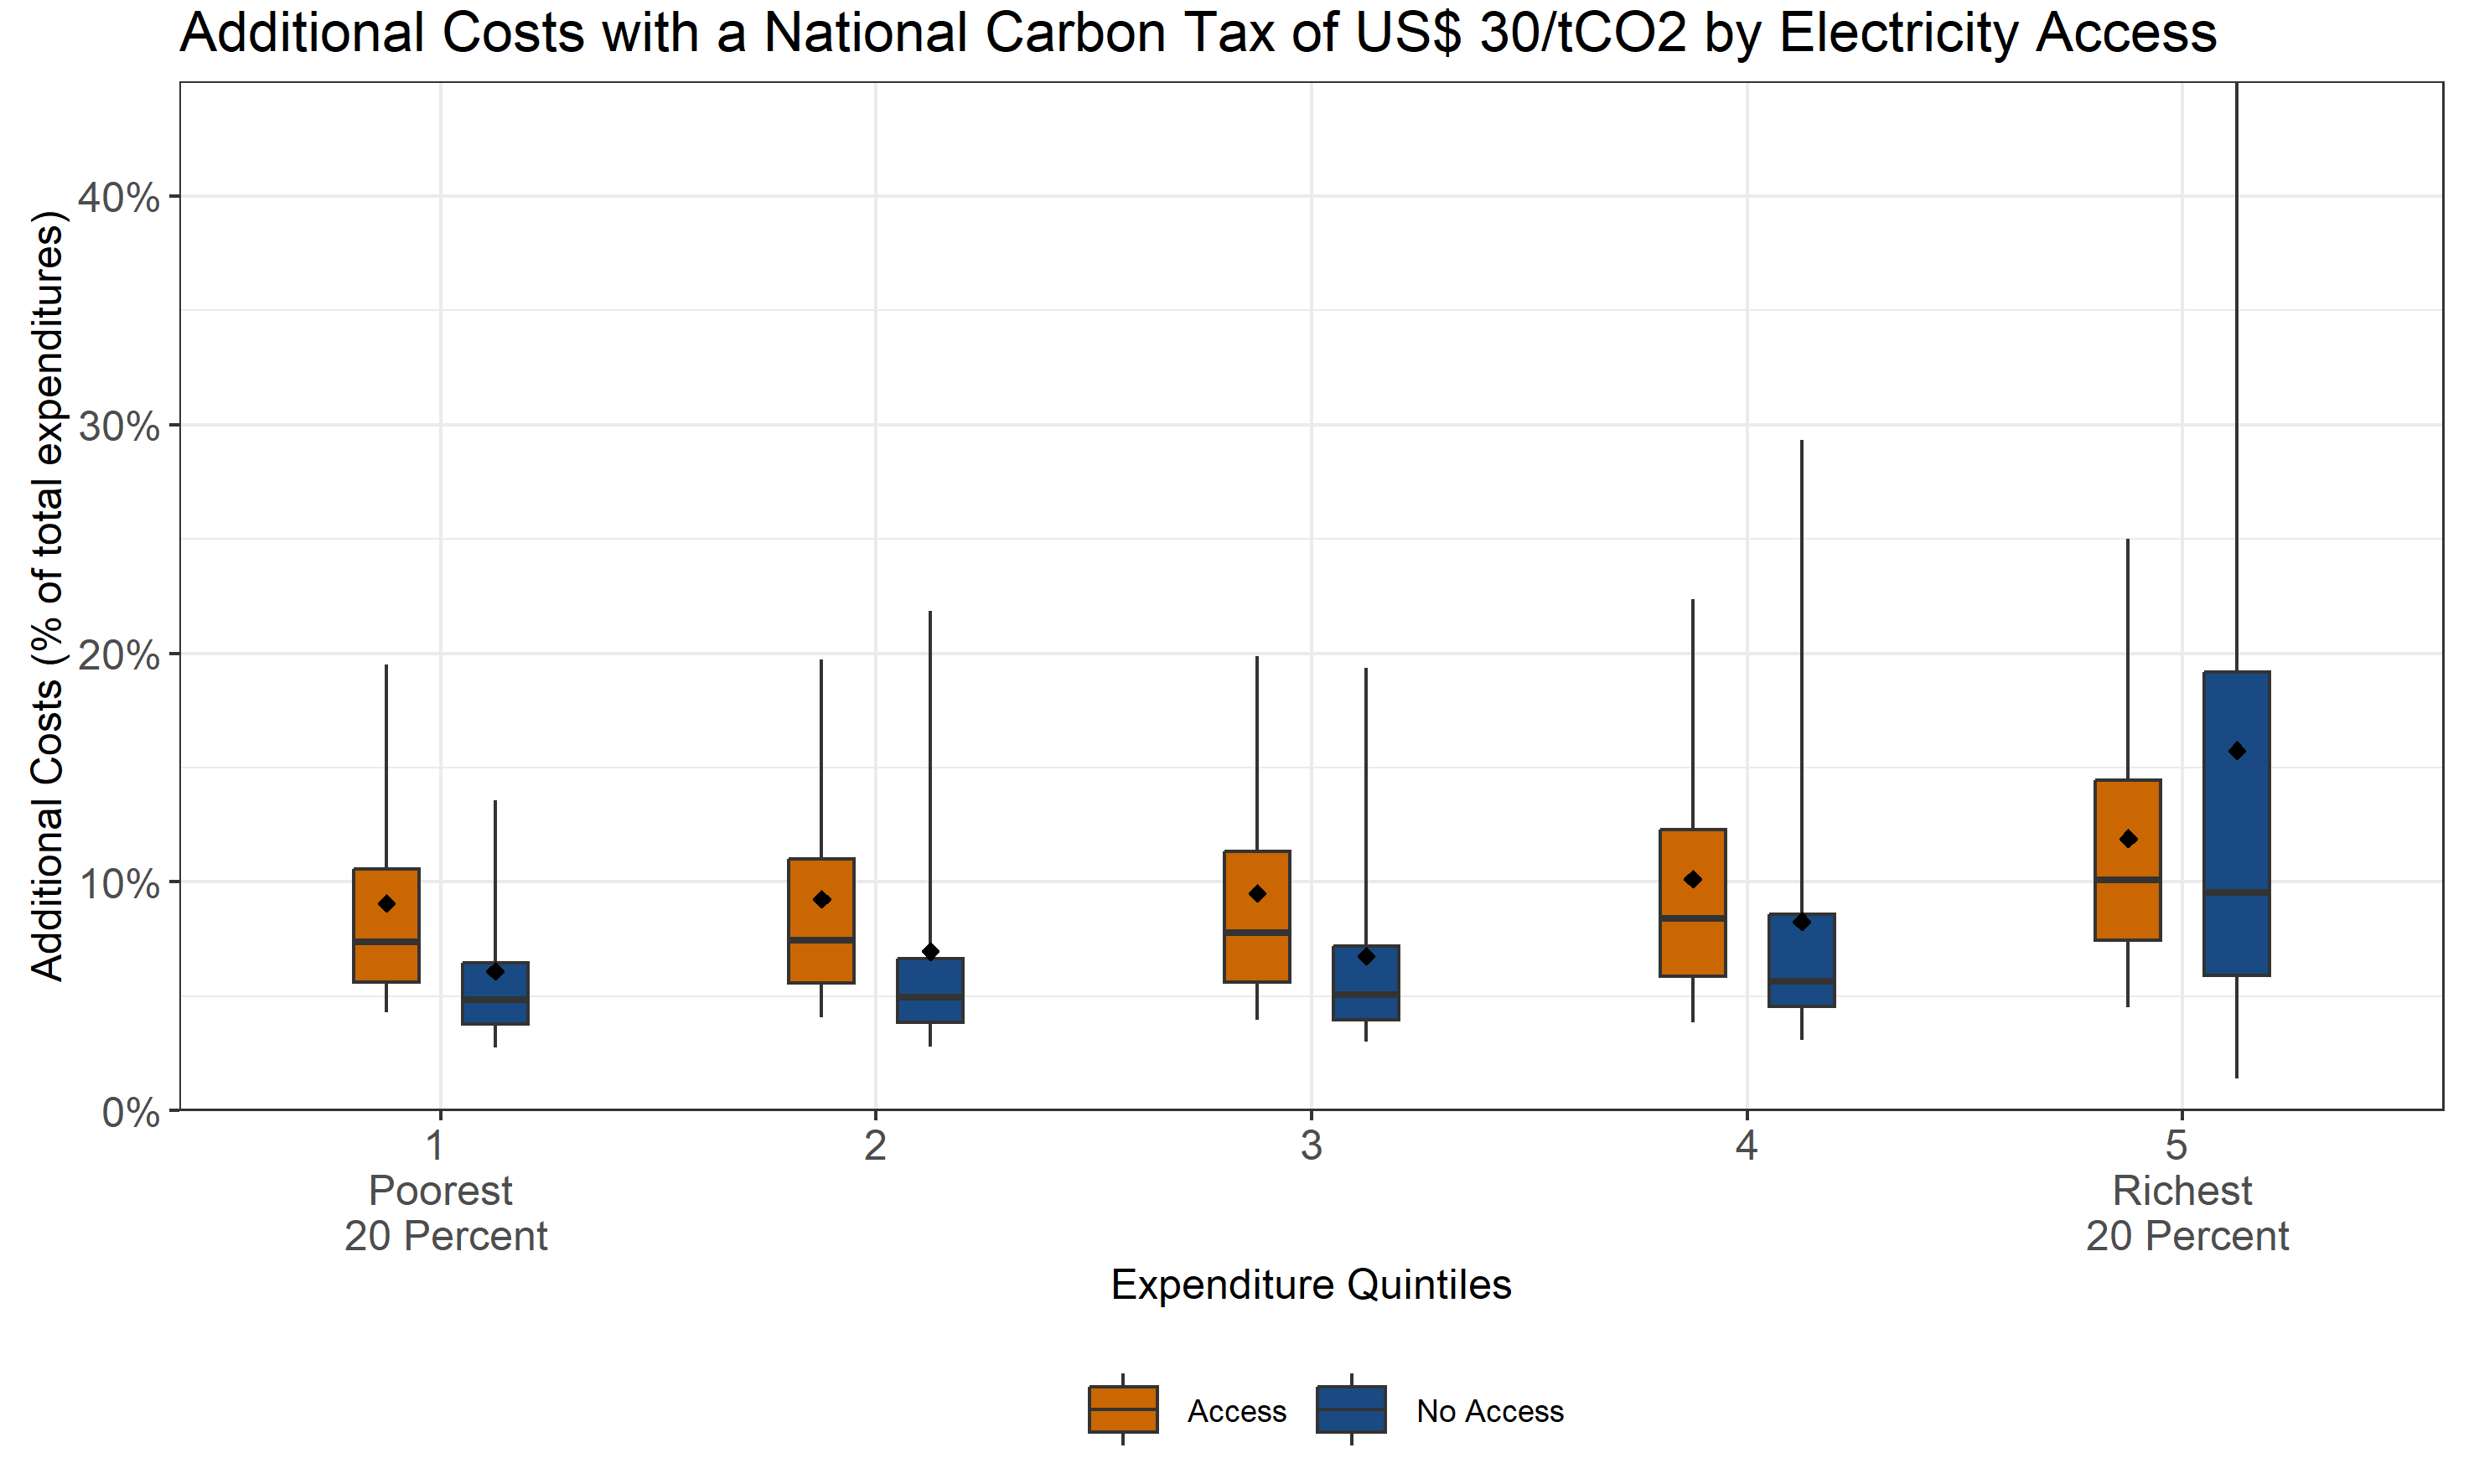 Additional Costs with a National Carbon Tax of US$ 30/tCO2 by Electricity Access
Additional Costs (% of total expenditures)
40%
30%
20%
10%
0%
1
Poorest
20 Percent
2
3
4
5
Richest
20 Percent
Expenditure Quintiles
Access
No Access